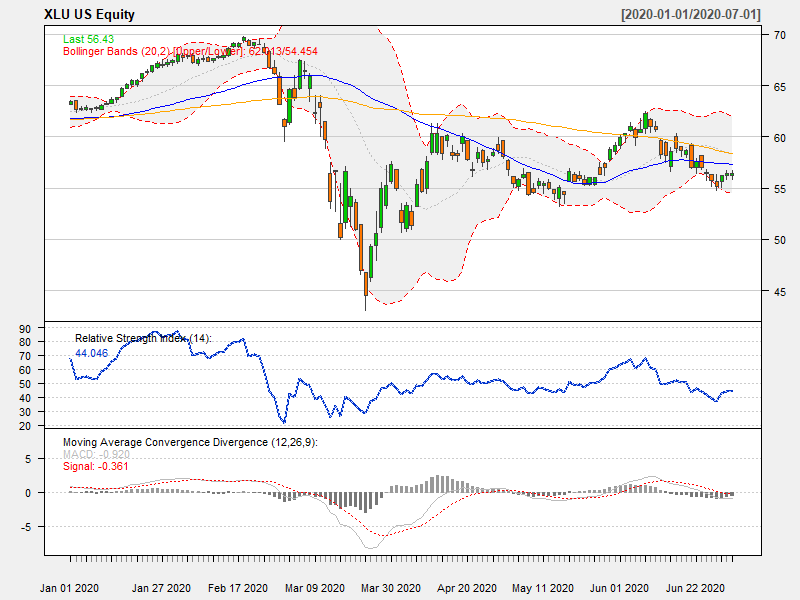 XLU US Equity [2020-01-01/2020-07-01]
Last 56.43
Bollinger Bands (20,2) [Upper/Lower]: 62.013/54.454
70
65
60
55
50
45
Relative Strength Index (14):
44.046
90
80
70
60
50
40
30
20
Moving Average Convergence Divergence (12,26,9):
MACD: -0.920
Signal: -0.361
5
0
-5
Jan 01 2020 Jan 27 2020 Feb 17 2020 Mar 09 2020 Mar 30 2020 Apr 20 2020 May 11 2020 Jun 01 2020 Jun 22 2020